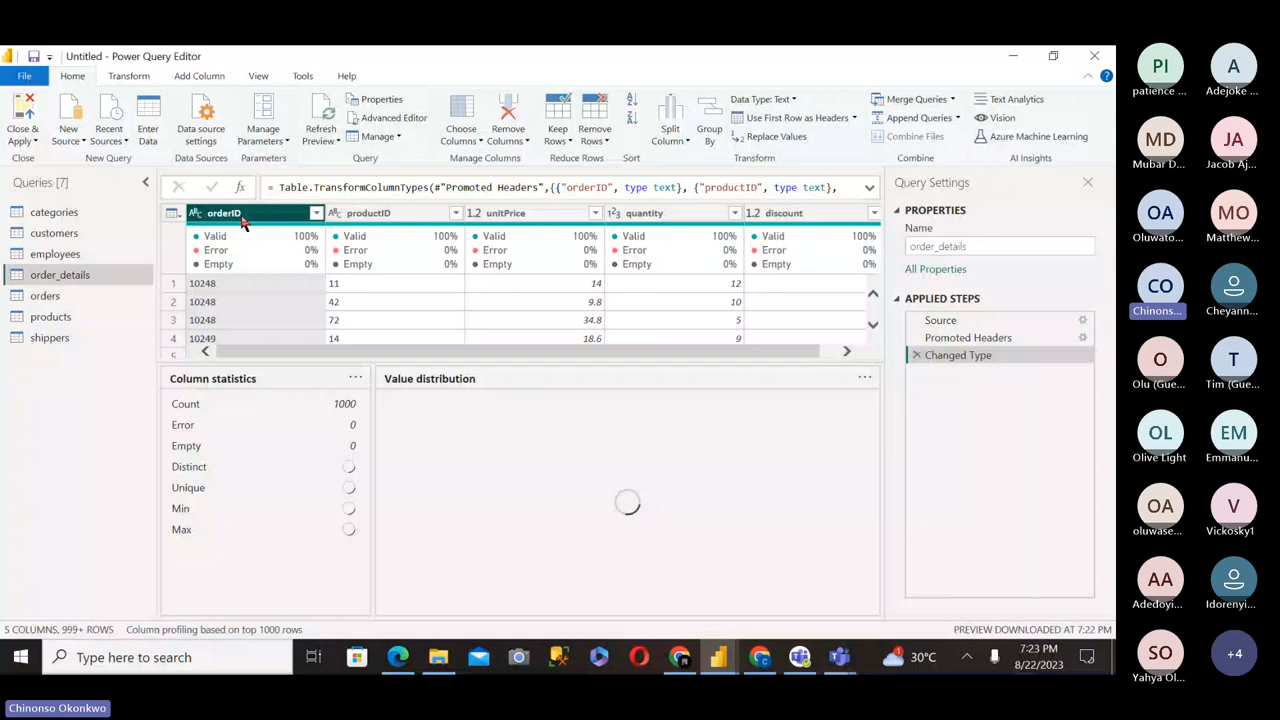 Untitled - Power Query Editor
File Home Transform Add Column View Tools Help
Close & Apply
New Source
Recent Sources
Enter Data
Data source settings
Manage Parameters
Refresh Preview
Properties
Advanced Editor
Manage
Choose Columns
Remove Columns
Keep Rows
Remove Rows
Split Column
Group By
Data Type: Text
Use First Row as Headers
Replace Values
Merge Queries
Append Queries
Combine Files
Text Analytics
Vision
Azure Machine Learning
Close New Query Data Sources Parameters Query Manage Columns Reduce Rows Sort Transform Combine AI Insights
Queries [7]
categories
customers
employees
order_details
orders
products
shippers
= Table.TransformColumnTypes(#"Promoted Headers",{{"orderID", type text}, {"productID", type text},
orderID productID 1.2 unitPrice 123 quantity 1.2 discount
Valid 100% Valid 100% Valid 100% Valid 100% Valid 100%
Error 0% Error 0% Error 0% Error 0% Error 0%
Empty 0% Empty 0% Empty 0% Empty 0% Empty 0%
1 10248 11 14 12
2 10248 42 9.8 10
3 10248 72 34.8 5
4 10249 14 18.6 9
5
Column statistics
Count 1000
Error 0
Empty 0
Distinct
Unique
Min
Max
Value distribution
Query Settings
PROPERTIES
Name
order_details
All Properties
APPLIED STEPS
Source
Promoted Headers
Changed Type
5 COLUMNS, 999+ ROWS Column profiling based on top 1000 rows
PREVIEW DOWNLOADED AT 7:22 PM
Type here to search
30°C
7:23 PM
8/22/2023
PI A
patience ... Adejoke ...
MD JA
Mubar D... Jacob Aj...
OA MO
Oluwato... Matthew...
CO
Chinons... Cheyann...
O T
Olu (Gue... Tim (Gue...
OL EM
Olive Light Emmanu...
OA V
oluwase... Vickosky1
AA
Adedoyi... Idorenyi...
SO +4
Yahya Ol...
Chinonso Okonkwo